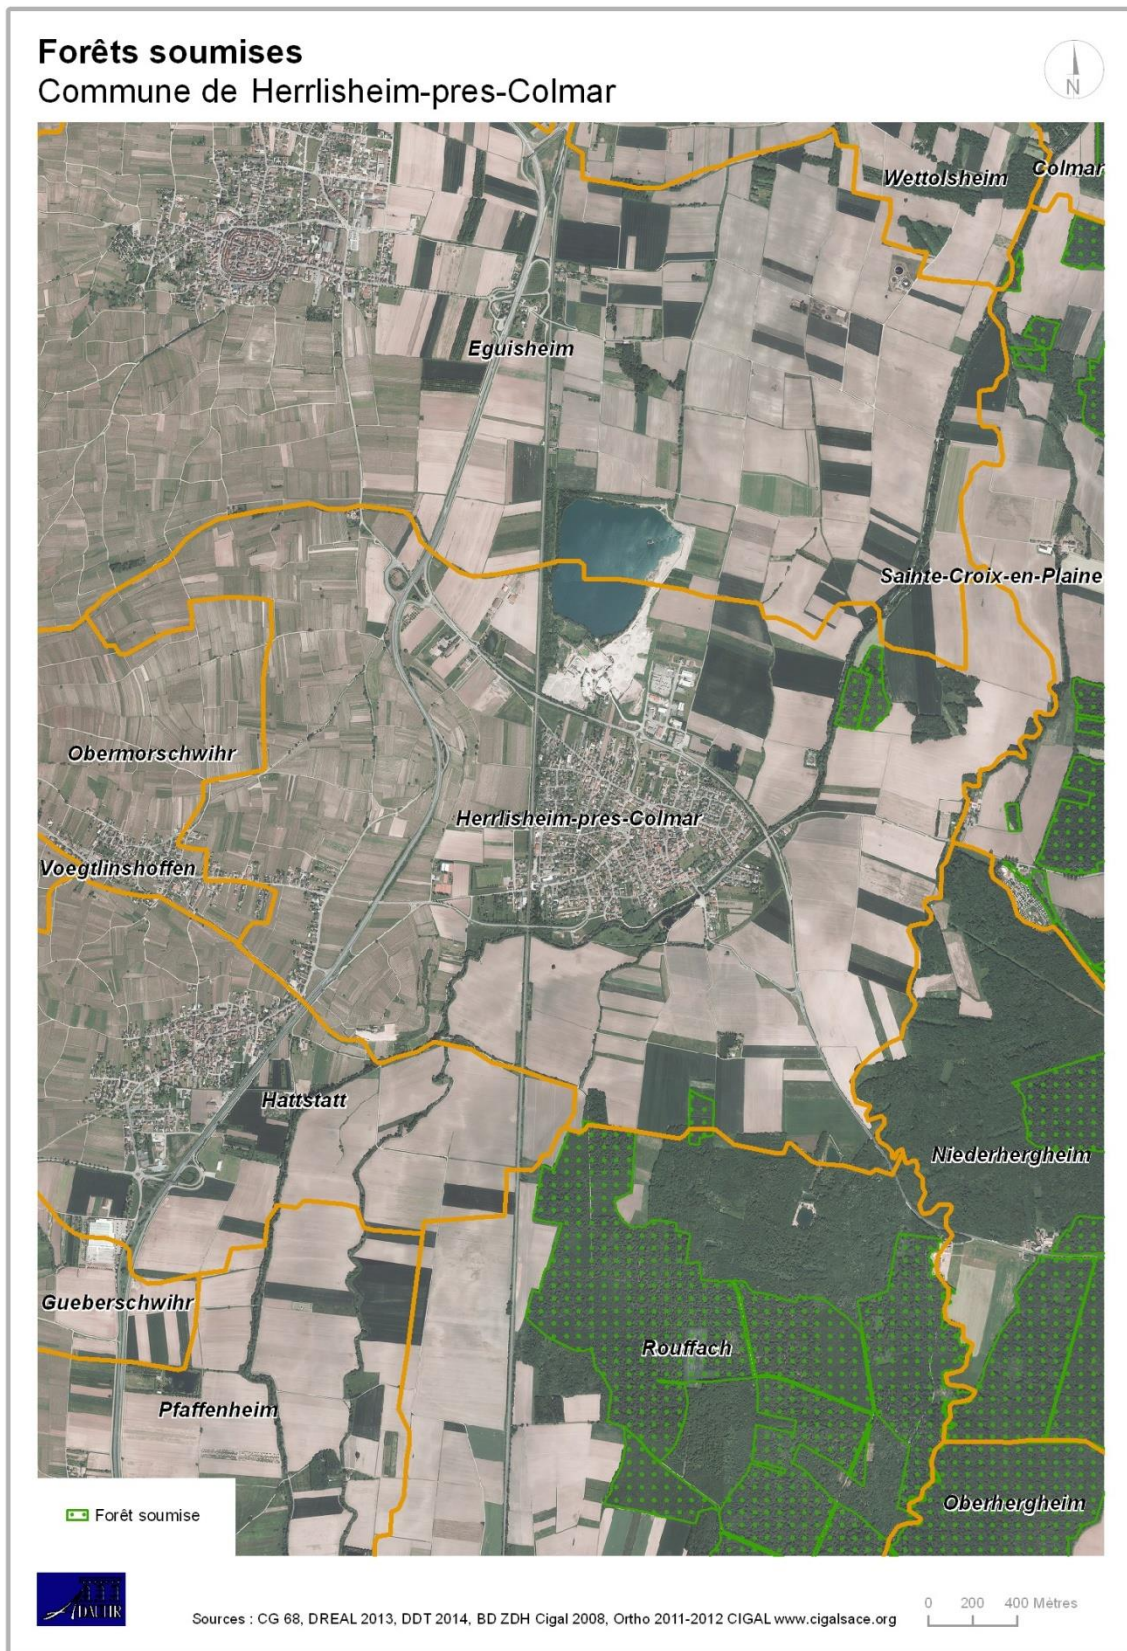 Forêts soumises
Commune de Herrlisheim-pres-Colmar
N
Wettolsheim
Colmar
Eguisheim
Sainte-Croix-en-Plaine
Obermorschwihr
Herrlisheim-pres-Colmar
Voegtlinshoffen
Hattstatt
Niederhergheim
Gueberschwihr
Rouffach
Pfaffenheim
Oberhergheim
Forêt soumise
ADAUHR
Sources : CG 68, DREAL 2013, DDT 2014, BD ZDH Cigal 2008, Ortho 2011-2012 CIGAL www.cigalsace.org
0 200 400 Mètres